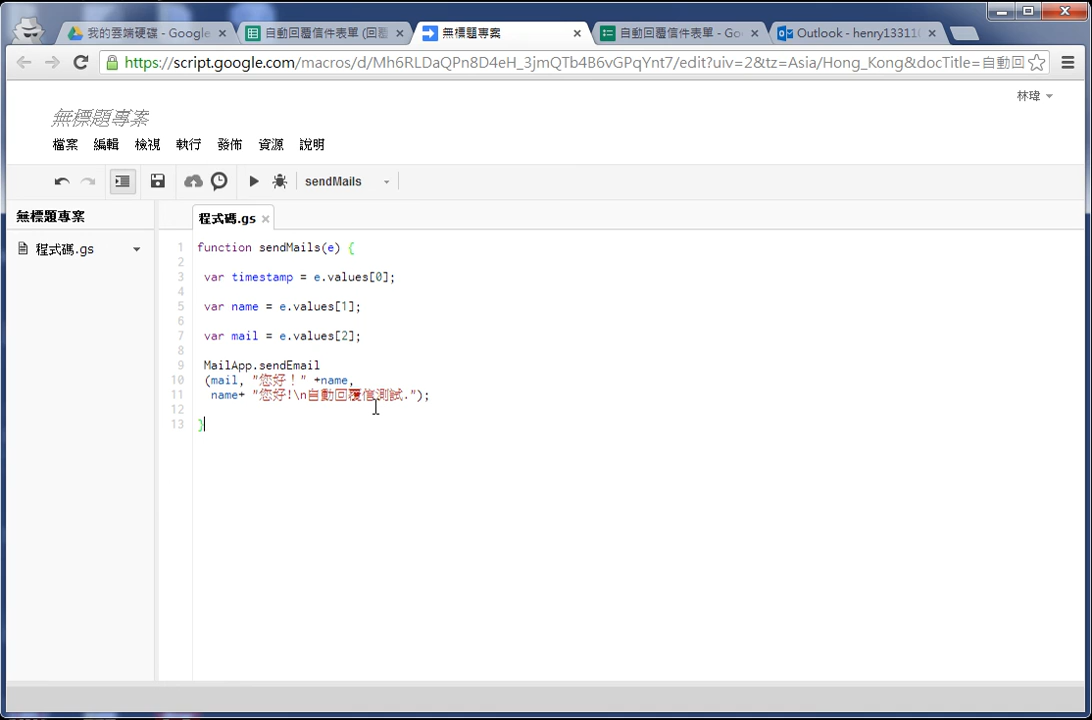 我的雲端硬碟 - Google
自動回覆信件表單 (回覆
無標題專案
自動回覆信件表單 - Go
Outlook - henry13311
https://script.google.com/macros/d/Mh6RLDaQPn8D4eH_3jmQTb4B6vGPqYnt7/edit?uiv=2&tz=Asia/Hong_Kong&docTitle=自動回
林瑋
無標題專案
檔案 編輯 檢視 執行 發佈 資源 說明
sendMails
無標題專案
程式碼.gs
程式碼.gs
1 function sendMails(e) {
2
3 var timestamp = e.values[0];
4
5 var name = e.values[1];
6
7 var mail = e.values[2];
8
9 MailApp.sendEmail
10 (mail, "您好！" +name,
11 name+ "您好!\n自動回覆信測試.");
12
13 }